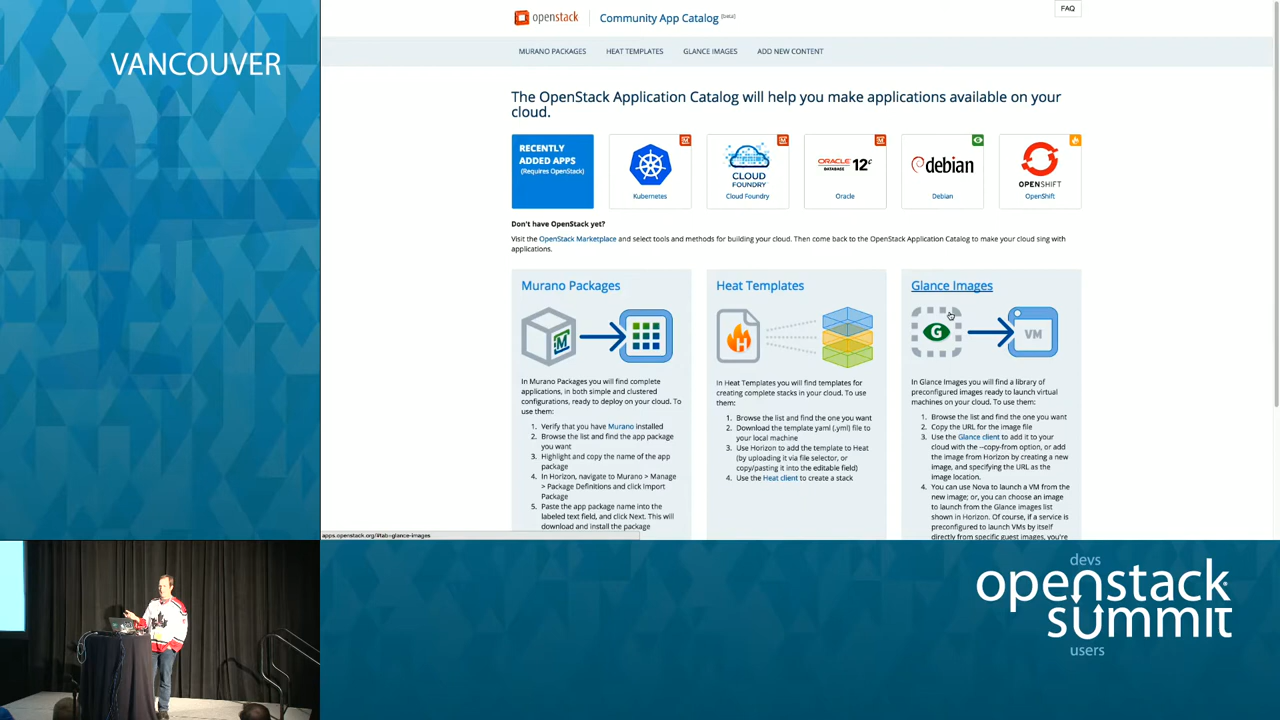 VANCOUVER
openstack
Community App Catalog [beta]
FAQ
MURANO PACKAGES
HEAT TEMPLATES
GLANCE IMAGES
ADD NEW CONTENT
The OpenStack Application Catalog will help you make applications available on your
cloud.
RECENTLY
ADDED APPS
(Requires OpenStack)
Kubernetes
CLOUD
FOUNDRY
Cloud Foundry
ORACLE 12c
DATABASE
Oracle
debian
Debian
OPENSHIFT
OpenShift
Don't have OpenStack yet?
Visit the OpenStack Marketplace and select tools and methods for building your cloud. Then come back to the OpenStack Application Catalog to make your cloud sing with
applications.
Murano Packages
M
In Murano Packages you will find complete
applications, in both simple and clustered
configurations, ready to deploy on your cloud. To
use them:
1. Verify that you have Murano installed
2. Browse the list and find the app package
you want
3. Highlight and copy the name of the app
package
4. In Horizon, navigate to Murano > Manage
> Package Definitions and click Import
Package
5. Paste the app package name into the
labeled text field, and click Next. This will
download and install the package
Heat Templates
H
In Heat Templates you will find templates for
creating complete stacks in your cloud. To use
them:
1. Browse the list and find the one you want
2. Download the template yaml (.yml) file to
your local machine
3. Use Horizon to add the template to Heat
(by uploading it via file selector, or
copy/pasting it into the editable field)
4. Use the Heat client to create a stack
Glance Images
G
VM
In Glance Images you will find a library of
preconfigured images ready to launch virtual
machines on your cloud. To use them:
1. Browse the list and find the one you want
2. Copy the URL for the image file
3. Use the Glance client to add it to your
cloud with the --copy-from option, or add
the image from Horizon by creating a new
image, and specifying the URL as the
image location,
4. You can use Nova to launch a VM from the
new image; or, you can choose an image
to launch from the Glance images list
shown in Horizon. Of course, if a service is
preconfigured to launch VMs by itself
directly from specific guest images, you're
apps.openstack.org/#tab=glance-images
devs
openstack
summit
users